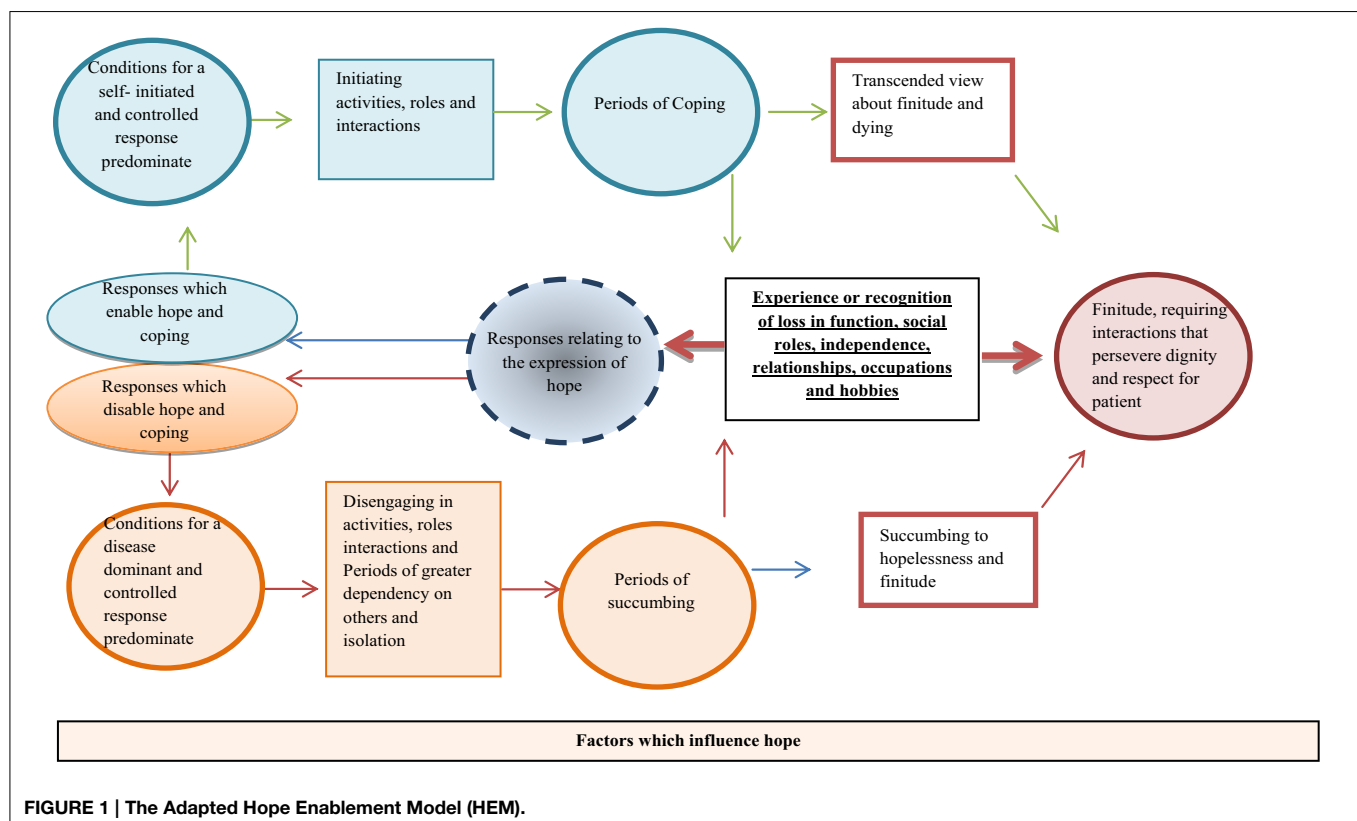 Conditions for a
self- initiated
and controlled
response
predominate
Initiating
activities, roles and
interactions
Periods of Coping
Transcended view
about finitude and
dying
Responses which
enable hope and
coping
Responses which
disable hope and
coping
Responses relating to
the expression of
hope
Experience or recognition
of loss in function, social
roles, independence,
relationships, occupations
and hobbies
Finitude, requiring
interactions that
persevere dignity
and respect for
patient
Conditions for a
disease
dominant and
controlled
response
predominate
Disengaging in
activities, roles
interactions and
Periods of greater
dependency on
others and
isolation
Periods of
succumbing
Succumbing to
hopelessness and
finitude
Factors which influence hope
FIGURE 1 | The Adapted Hope Enablement Model (HEM).